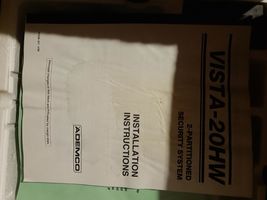 VISTA-20HW
2-PARTITIONED
SECURITY SYSTEM
INSTALLATION
INSTRUCTIONS
ADEMCO